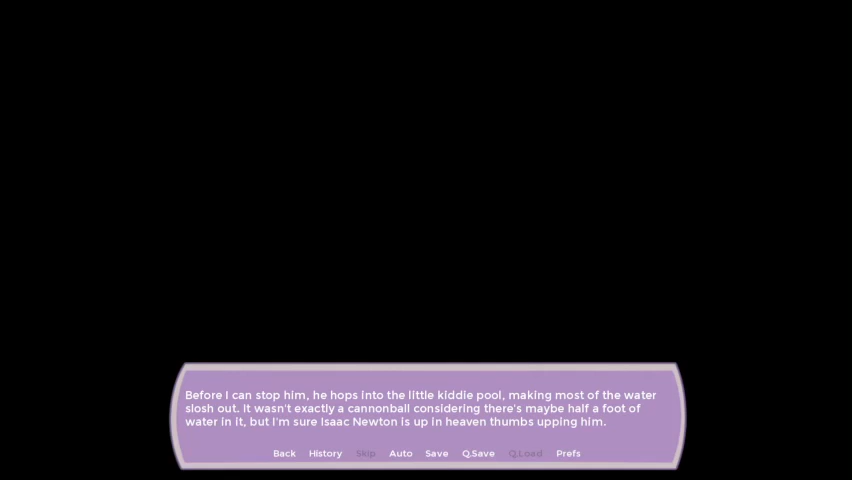 Before I can stop him, he hops into the little kiddie pool, making most of the water
slosh out. It wasn't exactly a cannonball considering there's maybe half a foot of
water in it, but I'm sure Isaac Newton is up in heaven thumbs upping him.
Back History Skip Auto Save Q.Save Q.Load Prefs